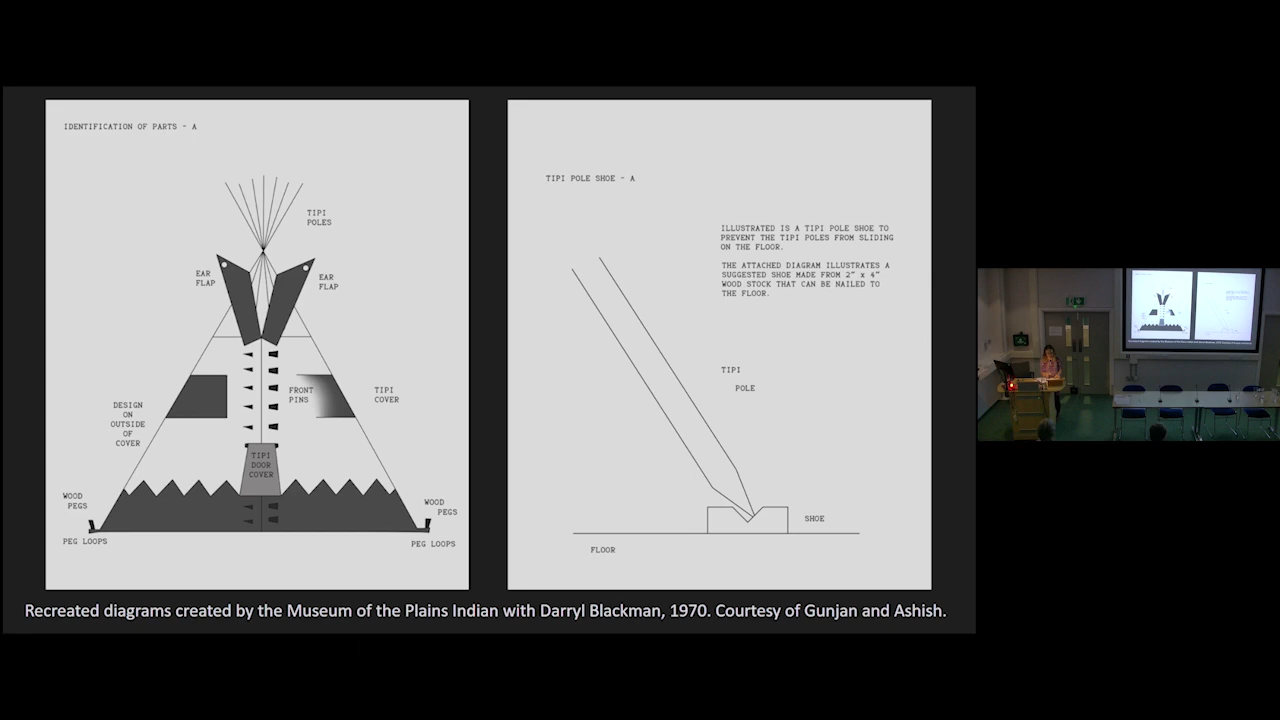 IDENTIFICATION OF PARTS - A
TIPI
POLES
EAR
FLAP
EAR
FLAP
FRONT
PINS
TIPI
COVER
DESIGN
ON
OUTSIDE
OF
COVER
TIPI
DOOR
COVER
WOOD
PEGS
WOOD
PEGS
PEG LOOPS
PEG LOOPS
TIPI POLE SHOE - A
ILLUSTRATED IS A TIPI POLE SHOE TO
PREVENT THE TIPI POLES FROM SLIDING
ON THE FLOOR.
THE ATTACHED DIAGRAM ILLUSTRATES A
SUGGESTED SHOE MADE FROM 2" x 4"
WOOD STOCK THAT CAN BE NAILED TO
THE FLOOR.
TIPI
POLE
SHOE
FLOOR
Recreated diagrams created by the Museum of the Plains Indian with Darryl Blackman, 1970. Courtesy of Gunjan and Ashish.